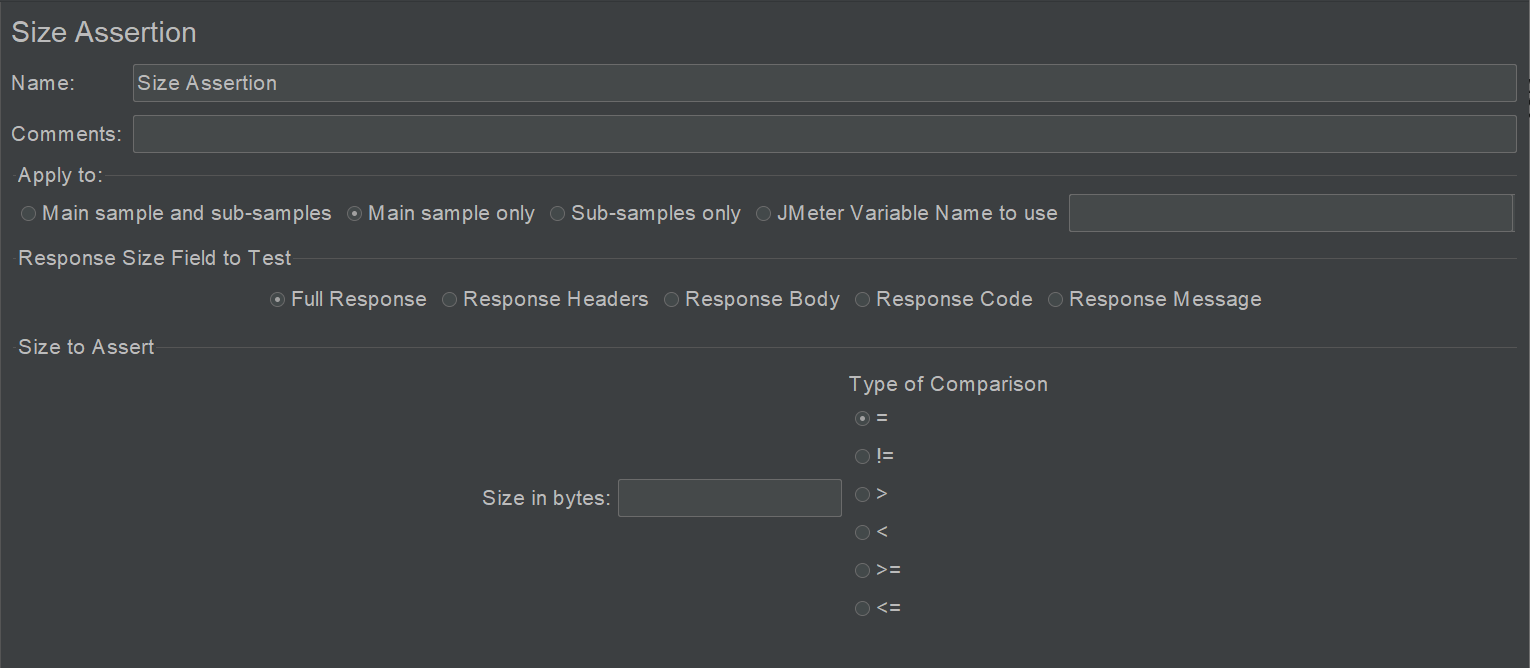 Size Assertion
Name: Size Assertion
Comments:
Apply to:
Main sample and sub-samples Main sample only Sub-samples only JMeter Variable Name to use
Response Size Field to Test
Full Response Response Headers Response Body Response Code Response Message
Size to Assert
Type of Comparison
=
!=
>
Size in bytes:
<
>=
<=